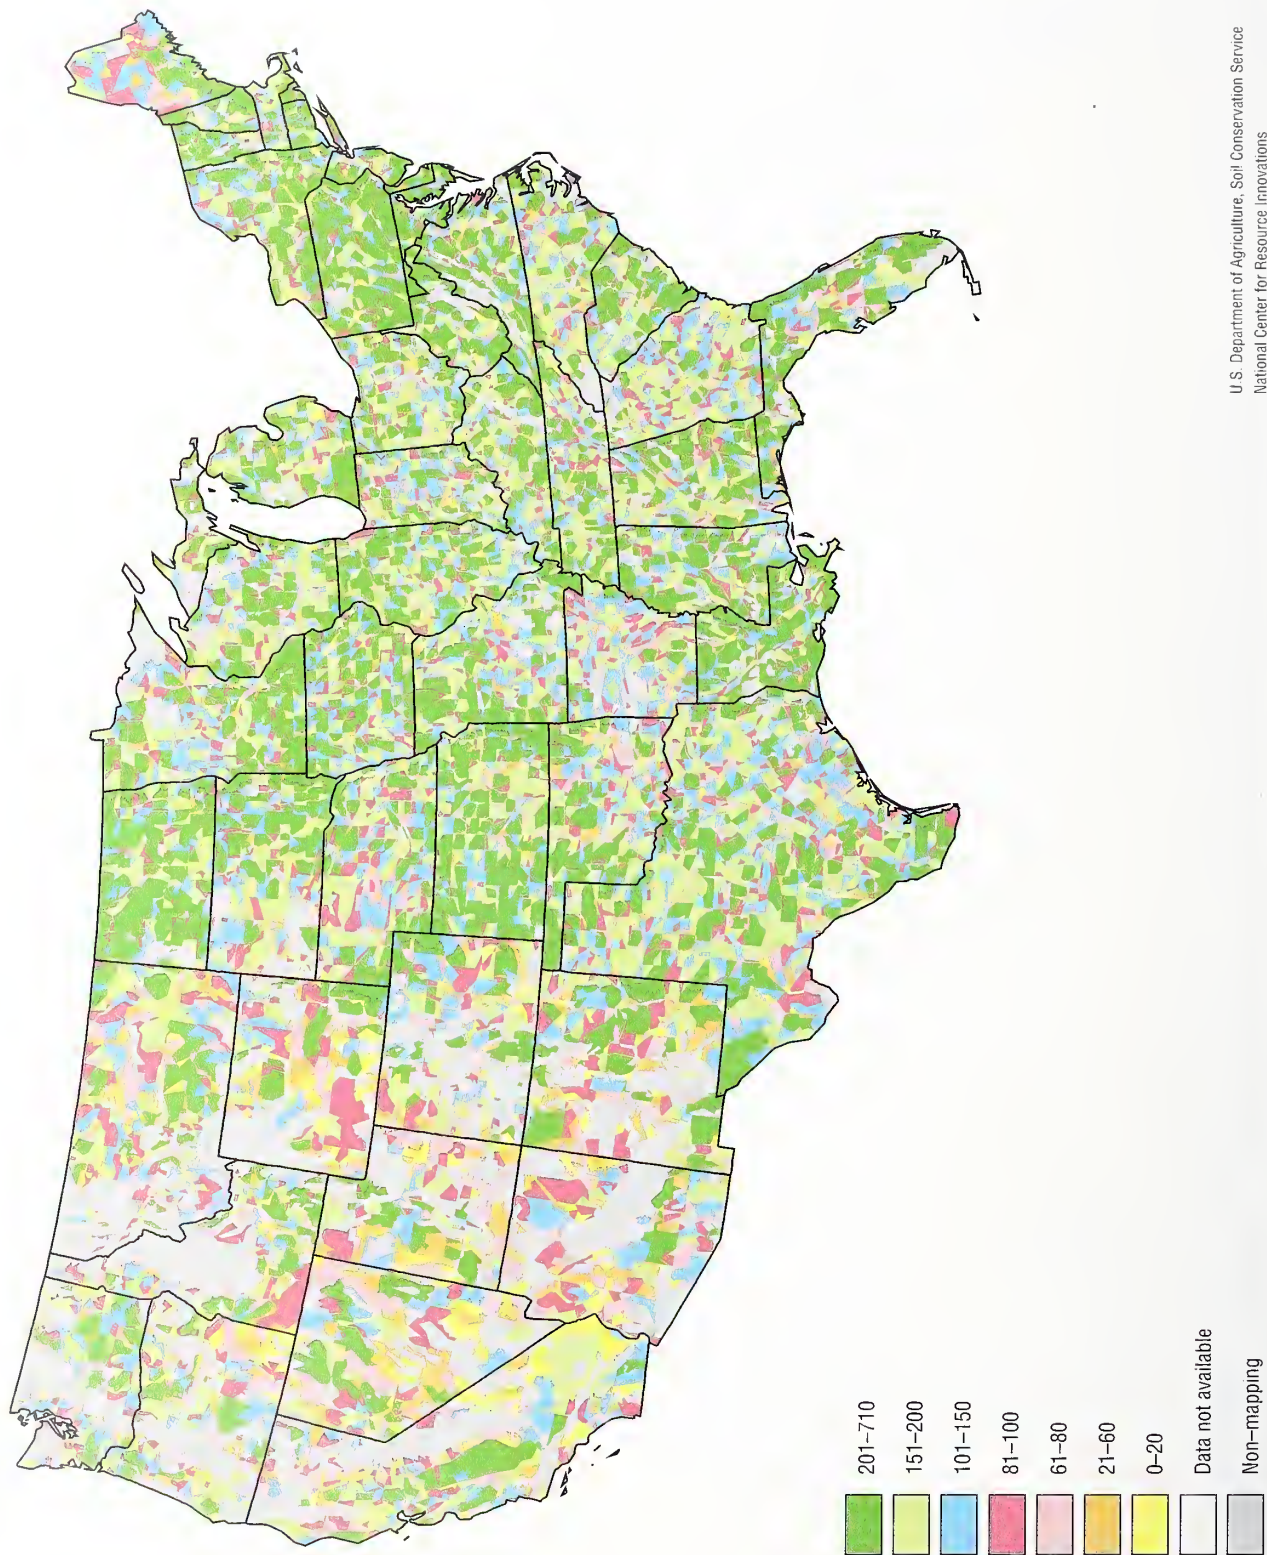 201–710
151–200
101–150
81–100
61–80
21–60
0–20
Data not available
Non–mapping
U.S. Department of Agriculture, Soil Conservation Service
National Center for Resource Innovations